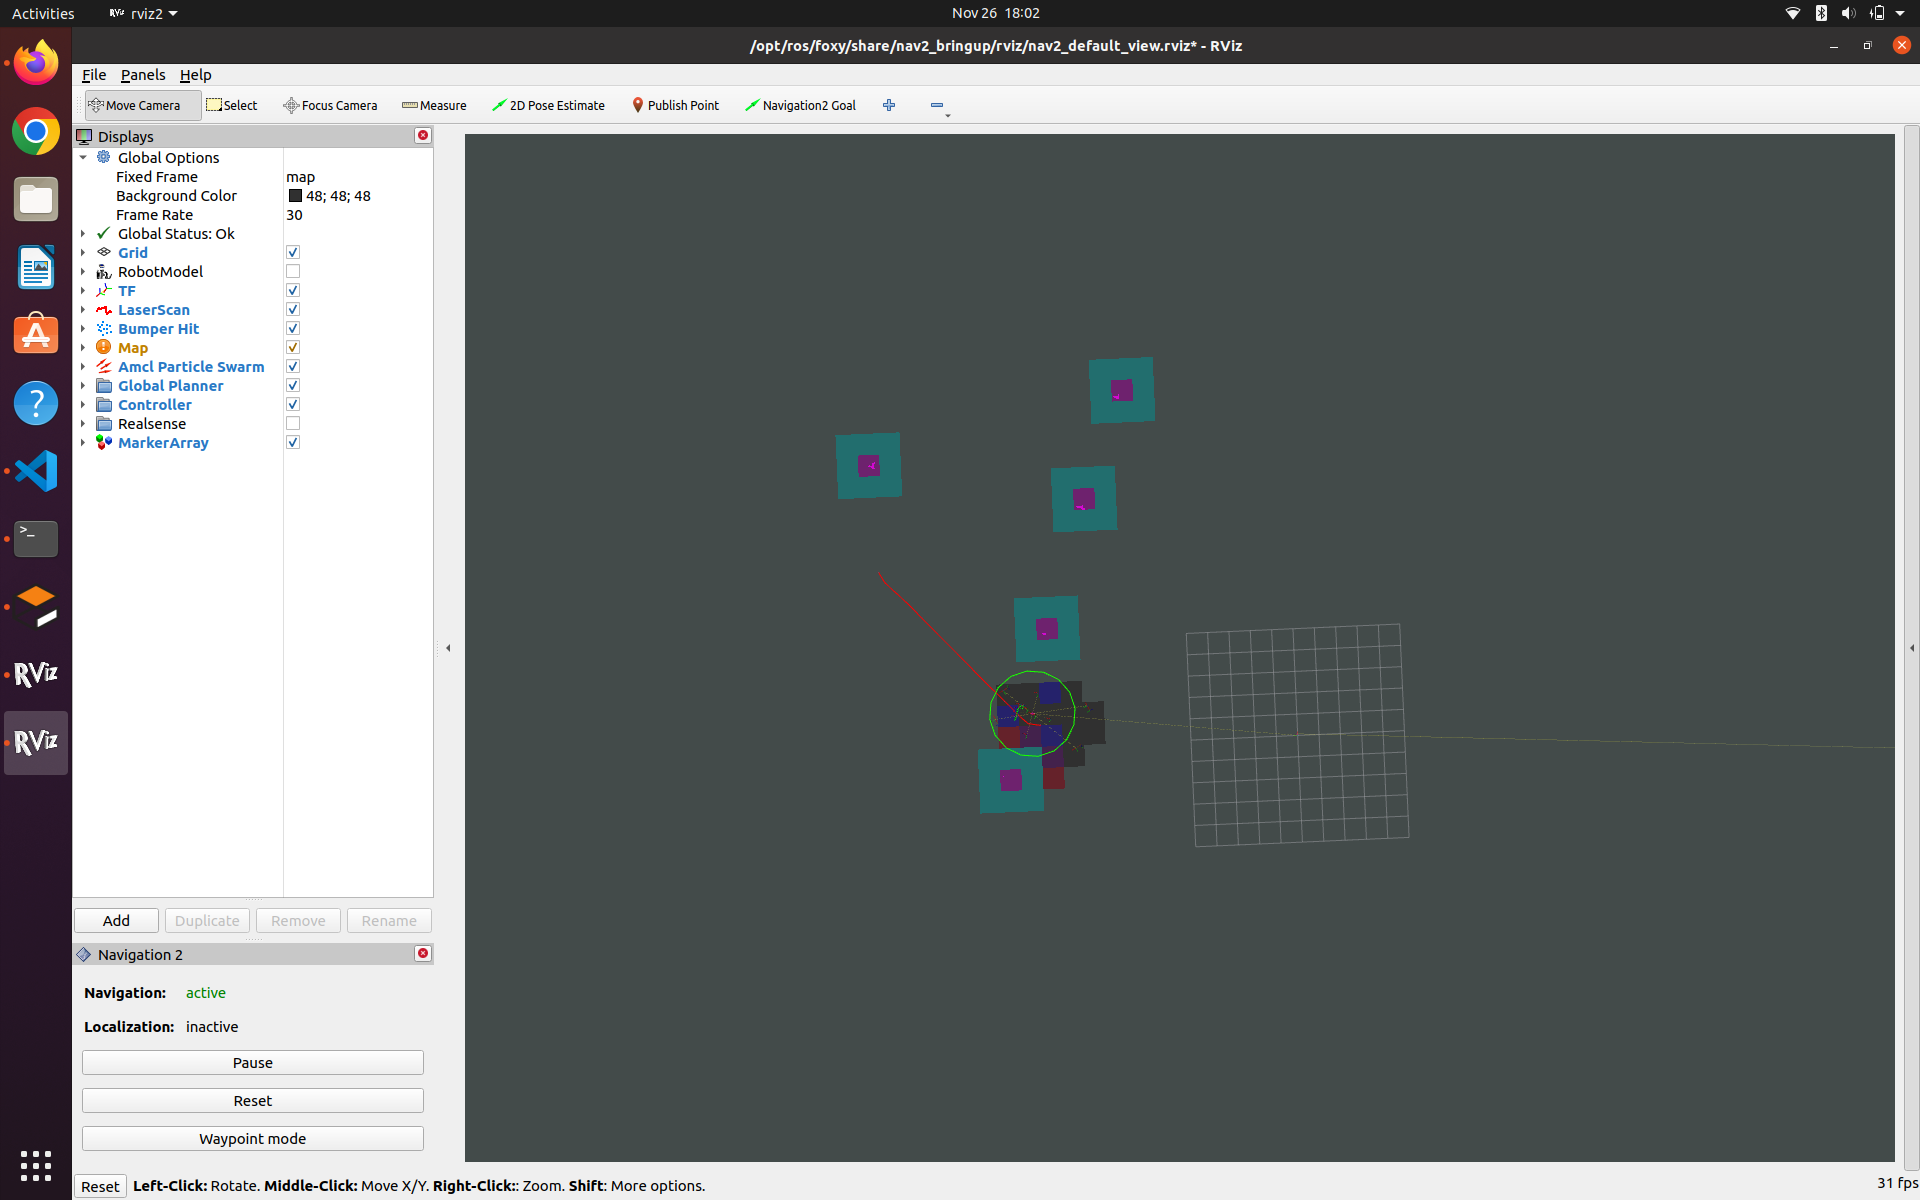 Activities rviz2 Nov 26 18:02
/opt/ros/foxy/share/nav2_bringup/rviz/nav2_default_view.rviz* - RViz
File Panels Help
Move Camera Select Focus Camera Measure 2D Pose Estimate Publish Point Navigation2 Goal
Displays
Global Options
Fixed Frame map
Background Color 48; 48; 48
Frame Rate 30
Global Status: Ok
Grid
RobotModel
TF
LaserScan
Bumper Hit
Map
Amcl Particle Swarm
Global Planner
Controller
Realsense
MarkerArray
Add Duplicate Remove Rename
Navigation 2
Navigation: active
Localization: inactive
Pause
Reset
Waypoint mode
RViz
RViz
Reset Left-Click: Rotate. Middle-Click: Move X/Y. Right-Click:: Zoom. Shift: More options. 31 fps